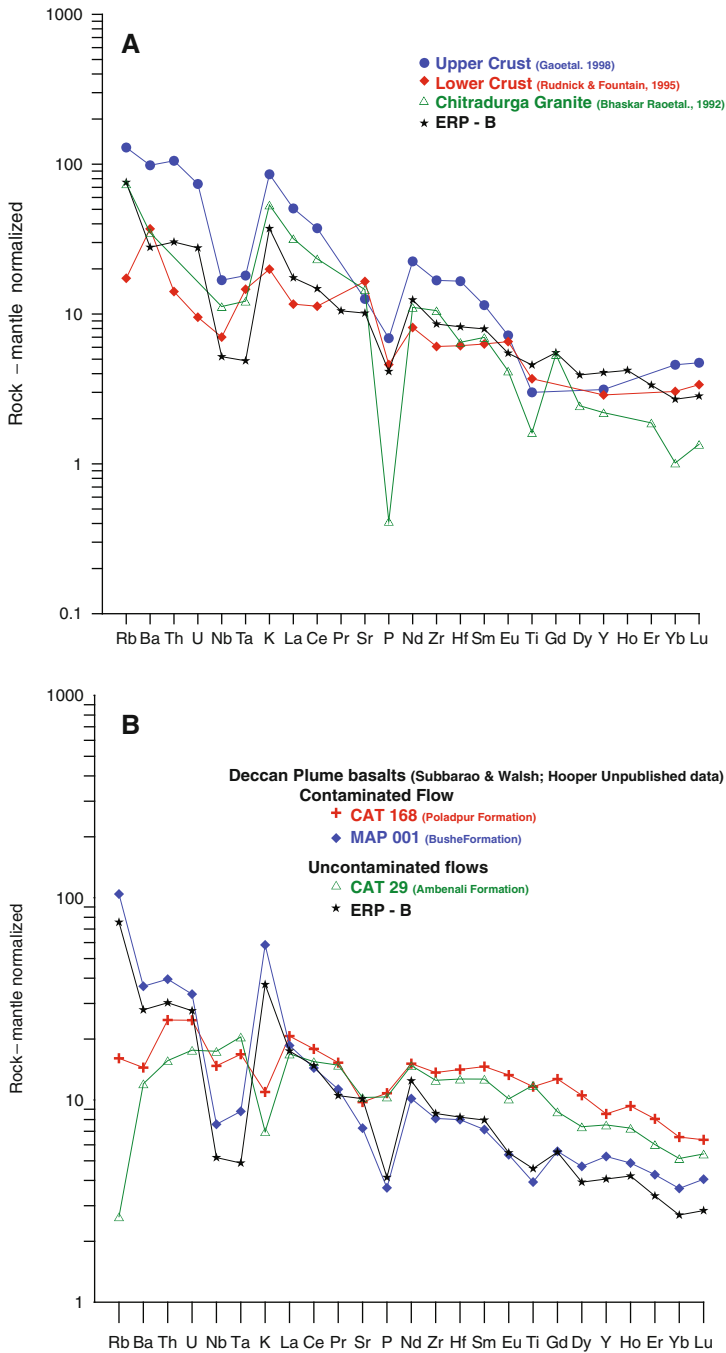 1000
A
Upper Crust (Gaoetal. 1998)
Lower Crust (Rudnick & Fountain, 1995)
Chitradurga Granite (Bhaskar Raoetal., 1992)
ERP - B
100
10
1
0.1
Rock – mantle normalized
Rb Ba Th U Nb Ta K La Ce Pr Sr P Nd Zr Hf Sm Eu Ti Gd Dy Y Ho Er Yb Lu
1000
B
Deccan Plume basalts (Subbarao & Walsh; Hooper Unpublished data)
Contaminated Flow
CAT 168 (Poladpur Formation)
MAP 001 (BusheFormation)
Uncontaminated flows
CAT 29 (Ambenali Formation)
ERP - B
100
10
1
Rock–mantle normalized
Rb Ba Th U Nb Ta K La Ce Pr Sr P Nd Zr Hf Sm Eu Ti Gd Dy Y Ho Er Yb Lu